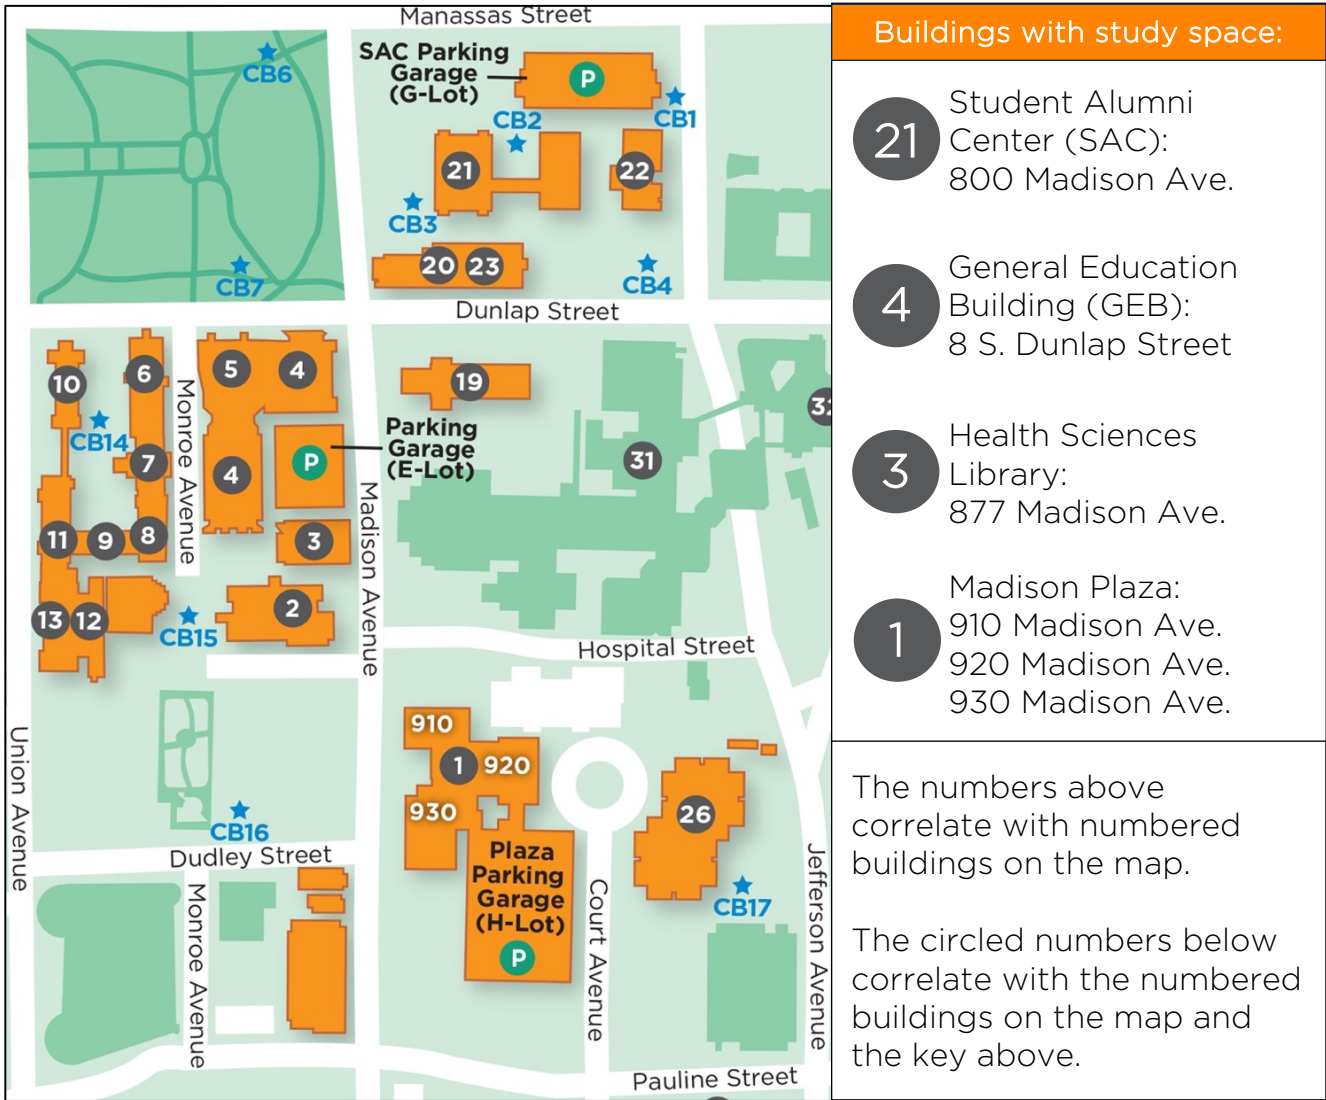 Manassas Street
SAC Parking
Garage
(G-Lot)
P
CB6
CB1
CB2
21
22
CB3
20
23
CB7
CB4
Dunlap Street
10
6
5
4
19
Monroe Avenue
CB14
Parking
Garage
(E-Lot)
7
4
P
31
Madison Avenue
11
9
8
3
13
12
CB15
2
Hospital Street
910
1
920
930
Union Avenue
CB16
26
Dudley Street
Plaza
Parking
Garage
(H-Lot)
P
CB17
Monroe Avenue
Court Avenue
Jefferson Avenue
Pauline Street
Buildings with study space:
21
Student Alumni
Center (SAC):
800 Madison Ave.
4
General Education
Building (GEB):
8 S. Dunlap Street
3
Health Sciences
Library:
877 Madison Ave.
1
Madison Plaza:
910 Madison Ave.
920 Madison Ave.
930 Madison Ave.
The numbers above
correlate with numbered
buildings on the map.
The circled numbers below
correlate with the numbered
buildings on the map and
the key above.